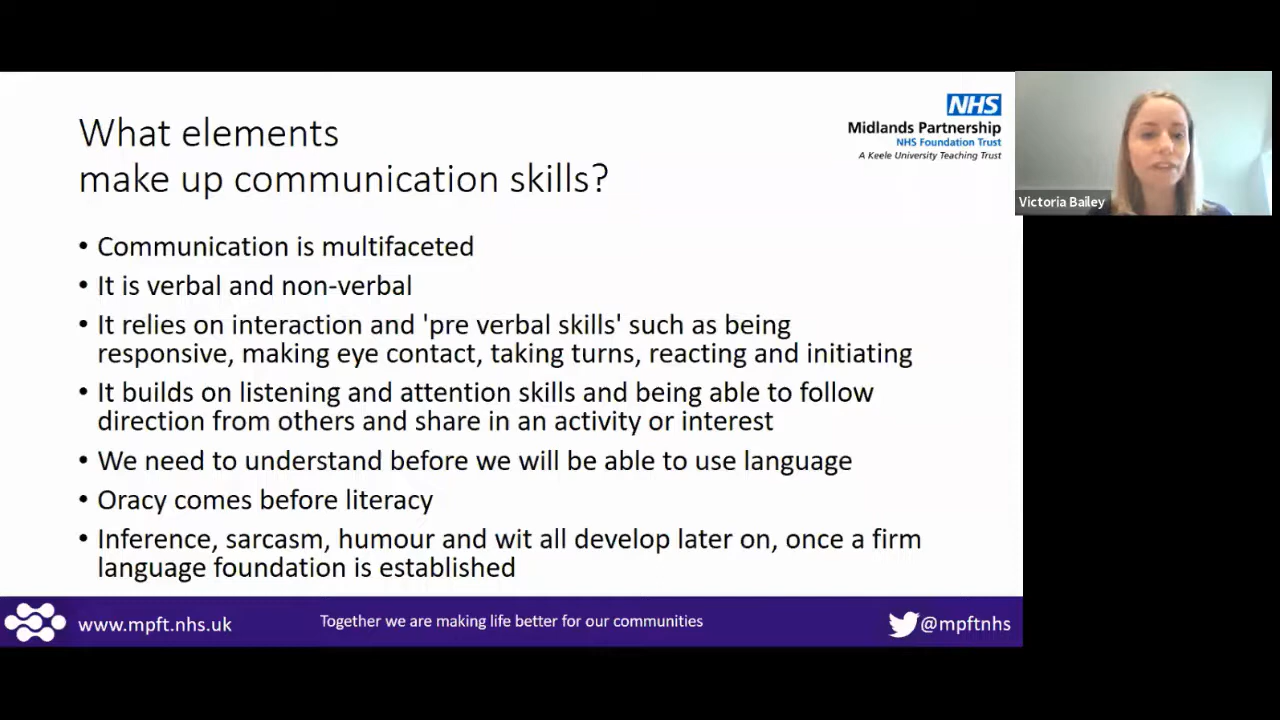 What elements
make up communication skills?
NHS
Midlands Partnership
NHS Foundation Trust
A Keele University Teaching Trust
Victoria Bailey
• Communication is multifaceted
• It is verbal and non-verbal
• It relies on interaction and 'pre verbal skills' such as being
responsive, making eye contact, taking turns, reacting and initiating
• It builds on listening and attention skills and being able to follow
direction from others and share in an activity or interest
• We need to understand before we will be able to use language
• Oracy comes before literacy
• Inference, sarcasm, humour and wit all develop later on, once a firm
language foundation is established
www.mpft.nhs.uk
Together we are making life better for our communities
@mpftnhs